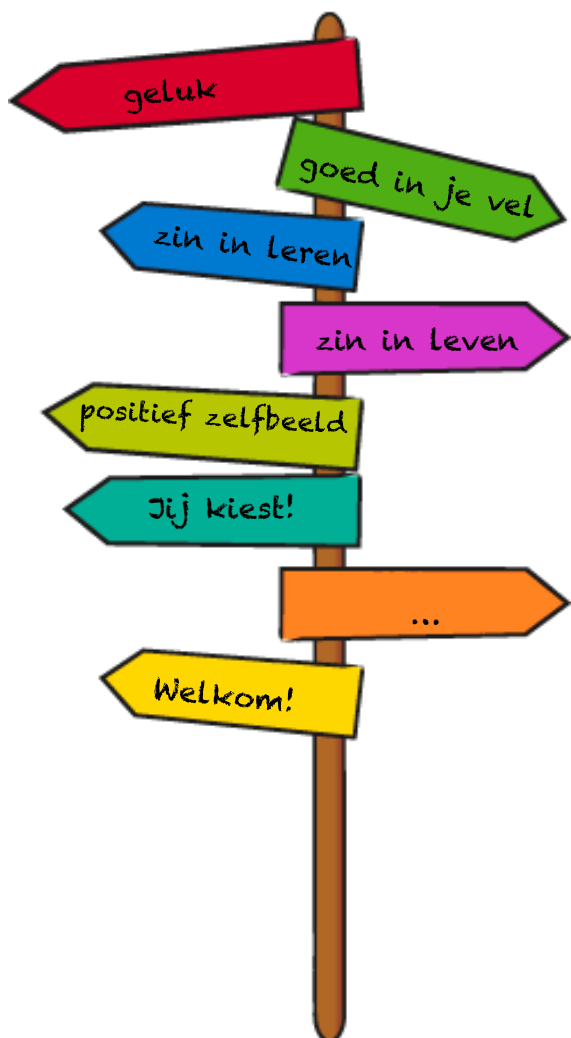 geluk
goed in je vel
zin in leren
zin in leven
positief zelfbeeld
Jij kiest!
...
Welkom!